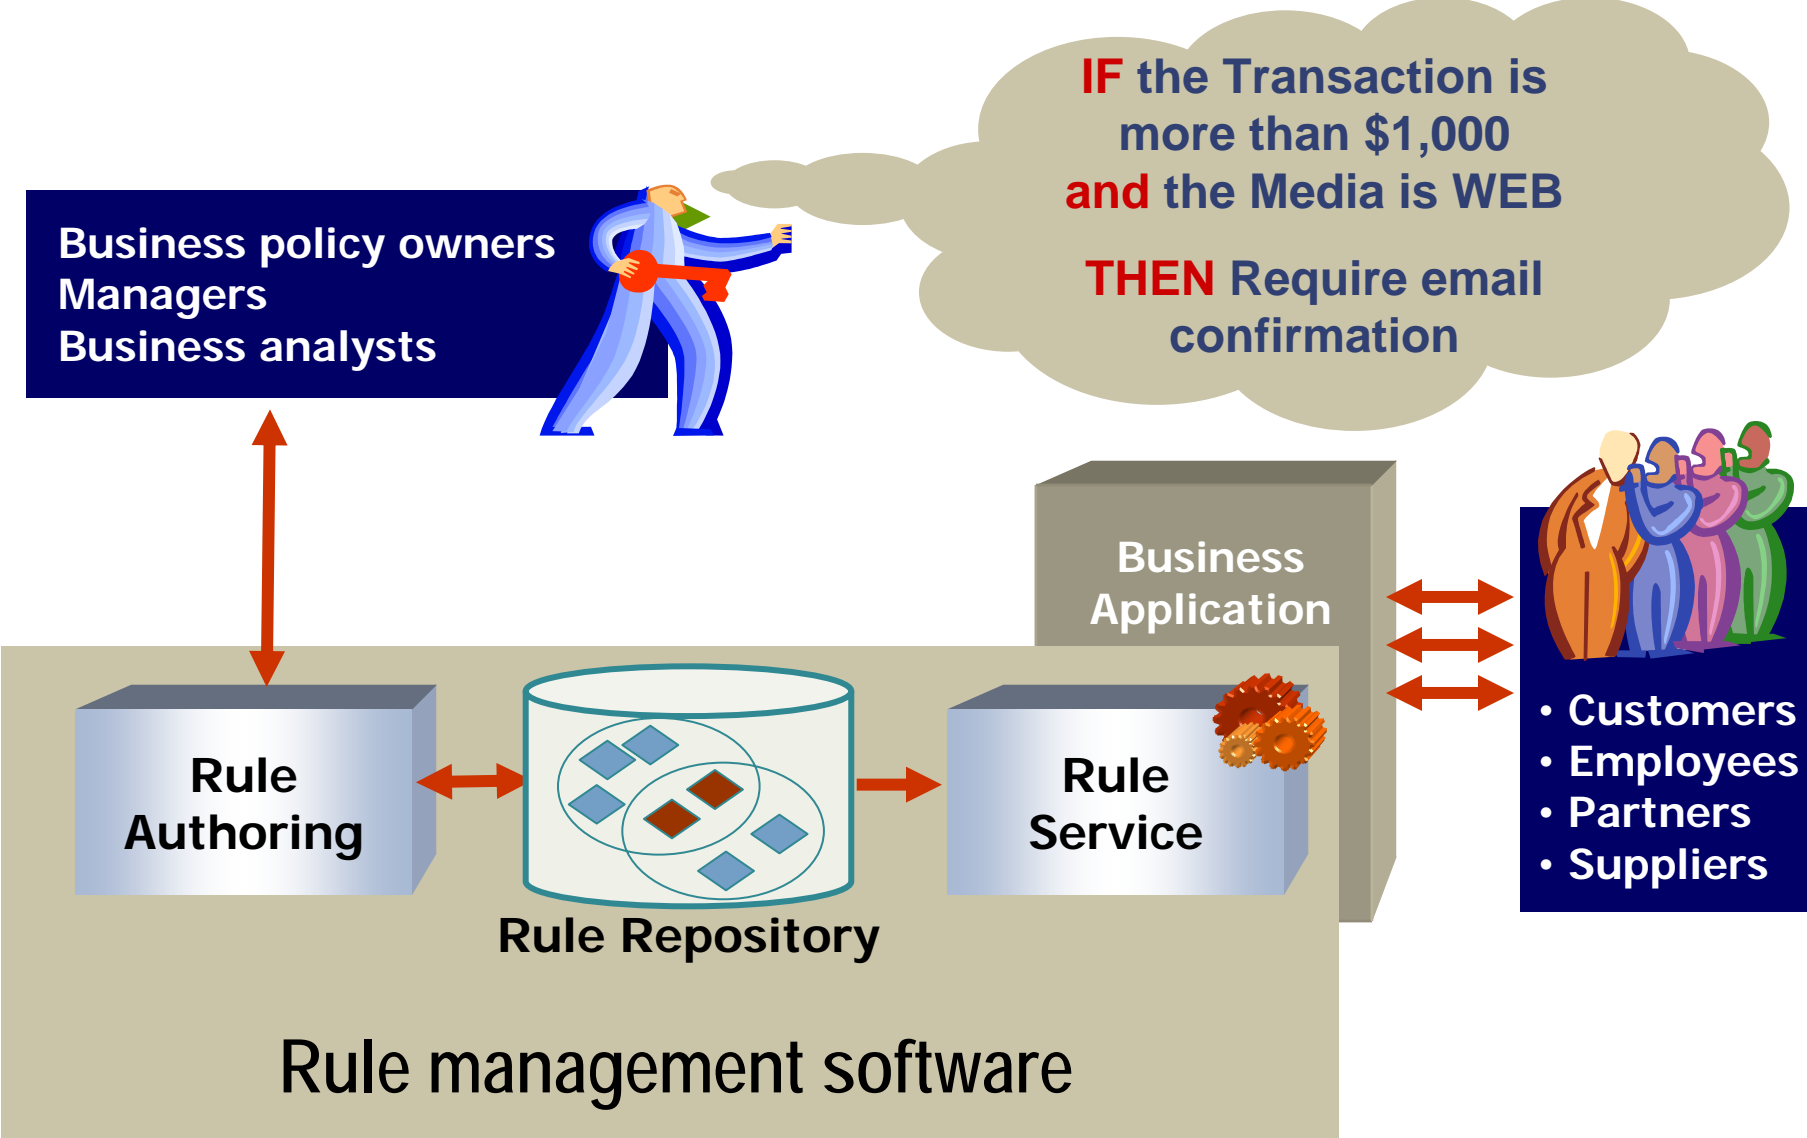 IF the Transaction is
more than $1,000
and the Media is WEB
THEN Require email
confirmation
Business policy owners
Managers
Business analysts
Business
Application
• Customers
• Employees
• Partners
• Suppliers
Rule
Authoring
Rule Repository
Rule
Service
Rule management software